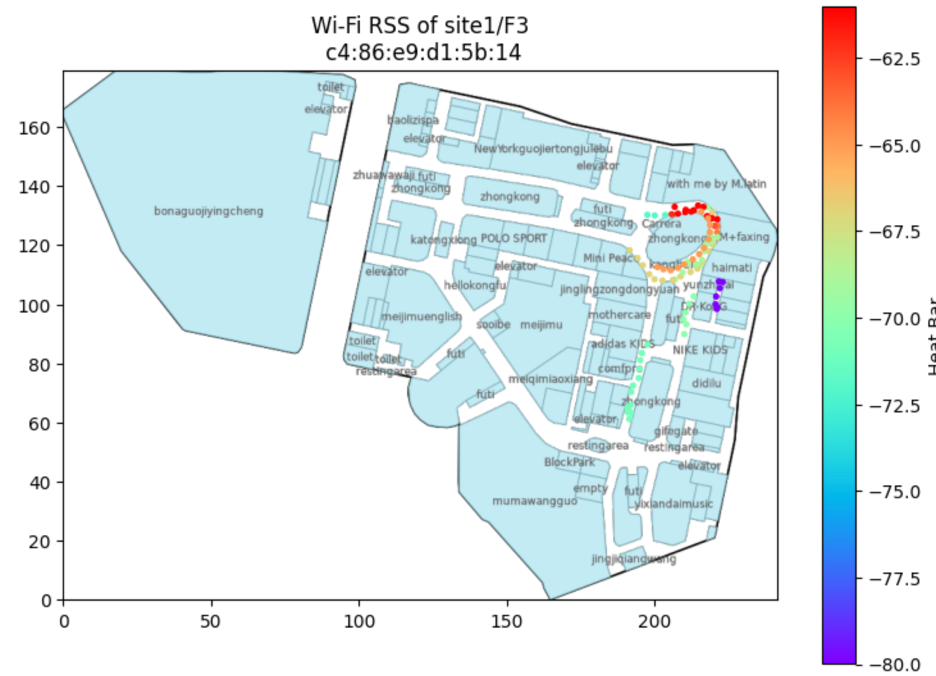 Wi-Fi RSS of site1/F3
c4:86:e9:d1:5b:14
toilet
elevator
baolizispa
elevator
NewYorkguojiertongjulebu
elevator
zhuawawaji futi
zhongkong
with me by M.latin
bonaguojiyingcheng
zhongkong
futi
zhongkong
Carrera
katongxiong
POLO SPORT
zhongkong
M+faxing
Mini Peace
elevator
elevator
haimati
hellokongfu
jinglingzongdongyuan
meijimuenglish
sooibe
meijimu
mothercare
toilet
toilet
toilet
restingarea
futi
adidas KIDS
NIKE KIDS
meiqimiaoxiang
didilu
futi
zhongkong
elevator
gifegate
restingarea
restingarea
BlockPark
elevator
empty
futi
mumawangguo
yixiandaimusic
jingjiqiangwang
0
20
40
60
80
100
120
140
160
0
50
100
150
200
−62.5
−65.0
−67.5
−70.0
−72.5
−75.0
−77.5
−80.0
Heat Bar